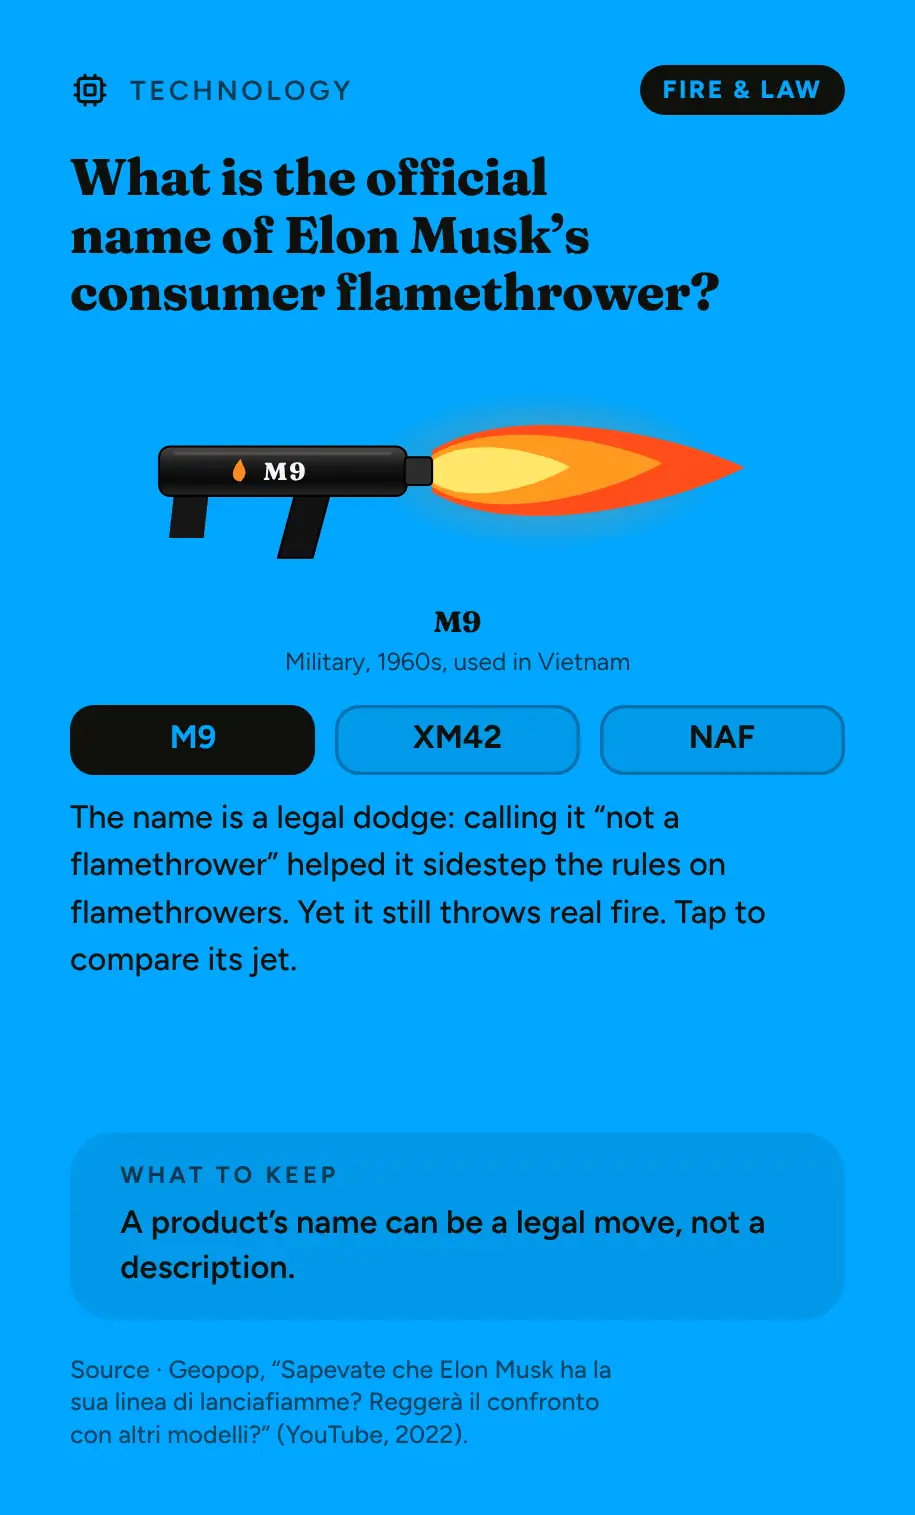 TECHNOLOGY
FIRE & LAW
What is the official
name of Elon Musk’s
consumer flamethrower?
M9
M9
Military, 1960s, used in Vietnam
M9
XM42
NAF
The name is a legal dodge: calling it “not a
flamethrower” helped it sidestep the rules on
flamethrowers. Yet it still throws real fire. Tap to
compare its jet.
WHAT TO KEEP
A product’s name can be a legal move, not a
description.
Source · Geopop, “Sapevate che Elon Musk ha la
sua linea di lanciafiamme? Reggerà il confronto
con altri modelli?” (YouTube, 2022).